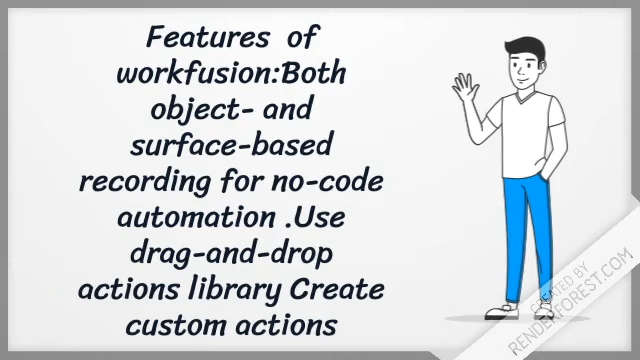 Features of
workfusion:Both
object- and
surface-based
recording for no-code
automation .Use
drag-and-drop
actions library Create
custom actions
CREATED BY
RENDERFOREST.COM